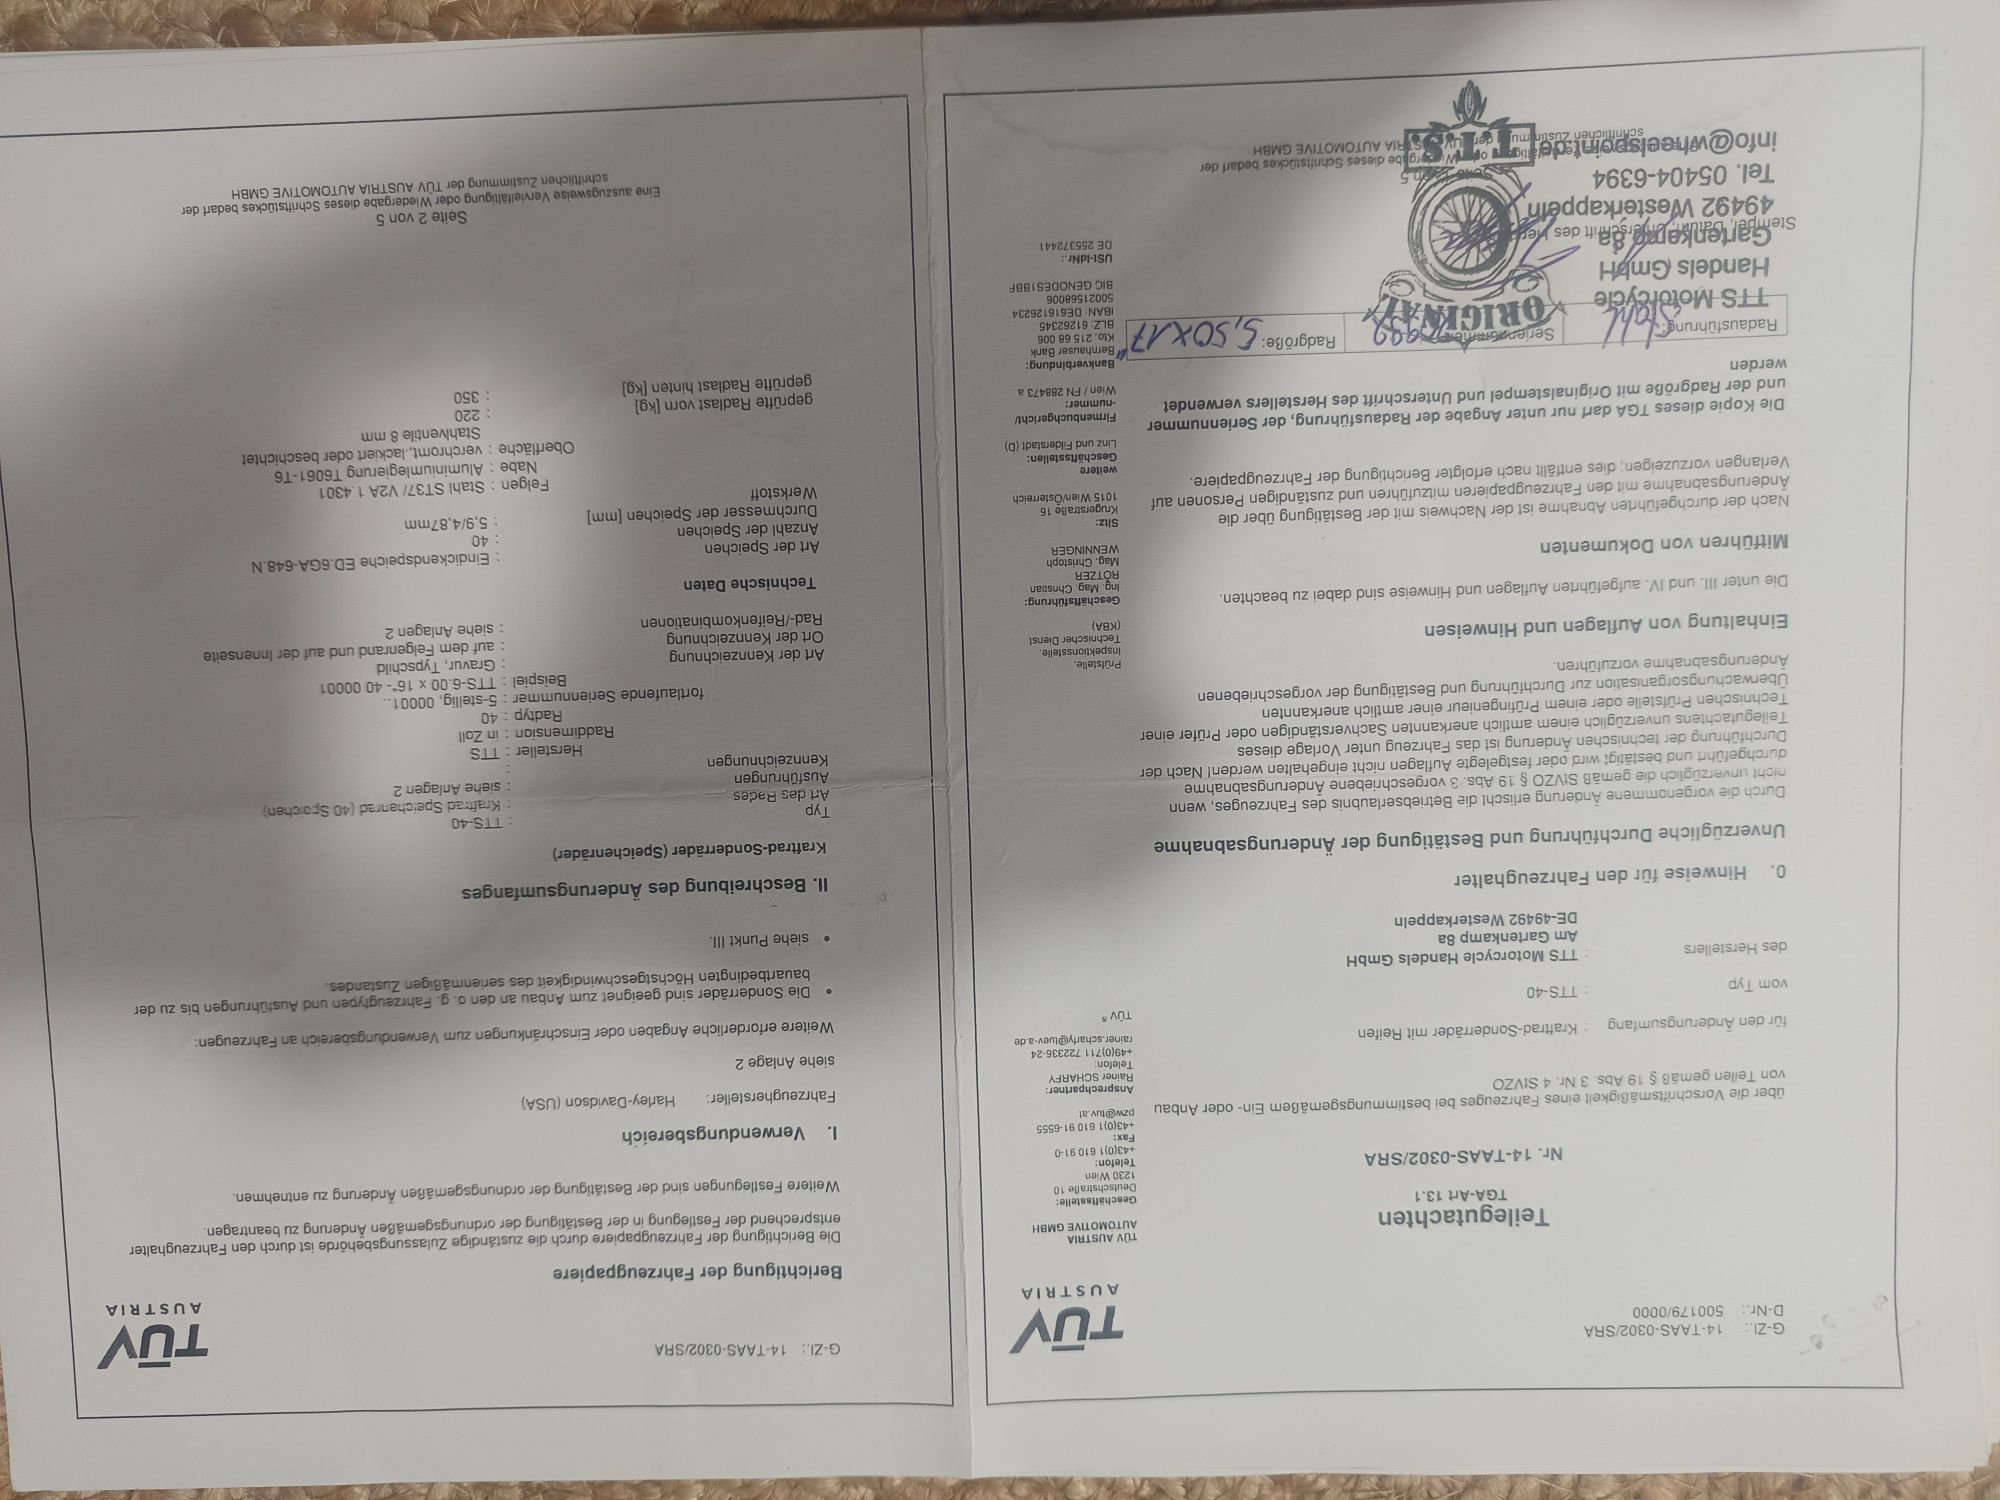 G-Zl.: 14-TAAS-0302/SRA
D-Nr.: 500179/0000
TÜV
AUSTRIA
Teilegutachten
TGA-Art 13.1
Nr. 14-TAAS-0302/SRA
über die Vorschriftsmäßigkeit eines Fahrzeuges bei bestimmungsgemäßem Ein- oder Anbau
von Teilen gemäß § 19 Abs. 3 Nr. 4 StVZO
für den Änderungsumfang : Kraftrad-Sonderräder mit Reifen
vom Typ : TTS-40
des Herstellers : TTS Motorcycle Handels GmbH
Am Gartenkamp 8a
DE-49492 Westerkappeln
0. Hinweise für den Fahrzeughalter
Unverzügliche Durchführung und Bestätigung der Änderungsabnahme
Durch die vorgenommene Änderung erlischt die Betriebserlaubnis des Fahrzeuges, wenn
nicht unverzüglich die gemäß StVZO § 19 Abs. 3 vorgeschriebene Änderungsabnahme
durchgeführt und bestätigt wird oder festgelegte Auflagen nicht eingehalten werden! Nach der
Durchführung der technischen Änderung ist das Fahrzeug unter Vorlage dieses
Teilegutachtens unverzüglich einem amtlich anerkannten Sachverständigen oder Prüfer einer
Technischen Prüfstelle oder einem Prüfingenieur einer amtlich anerkannten
Überwachungsorganisation zur Durchführung und Bestätigung der vorgeschriebenen
Änderungsabnahme vorzuführen.
Einhaltung von Auflagen und Hinweisen
Die unter III. und IV. aufgeführten Auflagen und Hinweise sind dabei zu beachten.
Mitführen von Dokumenten
Nach der durchgeführten Abnahme ist der Nachweis mit der Bestätigung über die
Änderungsabnahme mit den Fahrzeugpapieren mitzuführen und zuständigen Personen auf
Verlangen vorzuzeigen; dies entfällt nach erfolgter Berichtigung der Fahrzeugpapiere.
Die Kopie dieses TGA darf nur unter Angabe der Radausführung, der Seriennummer
und der Radgröße mit Originalstempel und Unterschrift des Herstellers verwendet
werden
Radausführung: Stahl Seriennummer: Radgröße: 5,50x17"
TTS Motorcycle
Handels GmbH
Gartenkamp 8a
49492 Westerkappeln
Tel. 05404-6394
info@wheelspoint.de
ORIGINAL
T.T.S.
Stempel, Datum, Unterschrift des
Wiedergabe dieses Schriftstückes bedarf der
schriftlichen Zustimmung der TÜV AUSTRIA AUTOMOTIVE GMBH
TÜV AUSTRIA
AUTOMOTIVE GMBH
Geschäftsstelle:
Deutschstraße 10
1230 Wien
Telefon:
+43(0)1 610 91-0
Fax:
+43(0)1 610 91-6555
pzw@tuv.at
Ansprechpartner:
Rainer SCHARFY
Telefon:
+49(0)711 722336-24
rainer.scharfy@tuev-a.de
TÜV ®
Prüfstelle,
Inspektionsstelle,
Technischer Dienst
(KBA)
Geschäftsführung:
Ing. Mag. Christian
RÖTZER
Mag. Christoph
WENNINGER
Sitz:
Krugerstraße 16
1015 Wien/Österreich
weitere
Geschäftsstellen:
Linz und Filderstadt (D)
Firmenbuchgericht/
-nummer:
Wien / FN 288473 a
Bankverbindung:
Bernhauser Bank
Kto. 215 68 006
BLZ: 61262345
IBAN: DE6161126234
50021568006
BIC GENODES1BBF
USt-IdNr.:
DE 255372441
G-Zl.: 14-TAAS-0302/SRA
TÜV
AUSTRIA
Berichtigung der Fahrzeugpapiere
Die Berichtigung der Fahrzeugpapiere durch die zuständige Zulassungsbehörde ist durch den Fahrzeughalter
entsprechend der Festlegung in der Bestätigung der ordnungsgemäßen Änderung zu beantragen.
Weitere Festlegungen sind der Bestätigung der ordnungsgemäßen Änderung zu entnehmen.
I. Verwendungsbereich
Fahrzeughersteller: Harley-Davidson (USA)
siehe Anlage 2
Weitere erforderliche Angaben oder Einschränkungen zum Verwendungsbereich an Fahrzeugen:
• Die Sonderräder sind geeignet zum Anbau an den o. g. Fahrzeugtypen und Ausführungen bis zu der
bauartbedingten Höchstgeschwindigkeit des serienmäßigen Zustandes.
• siehe Punkt III.
II. Beschreibung des Änderungsumfanges
Kraftrad-Sonderräder (Speichenräder)
Typ : TTS-40
Art des Rades : Kraftrad Speichenrad (40 Speichen)
Ausführungen : siehe Anlagen 2
Kennzeichnungen :
Hersteller : TTS
Raddimension : in Zoll
Radtyp : 40
fortlaufende Seriennummer : 5-stellig, 00001..
Beispiel : TTS-6.00 x 16"- 40 00001
Art der Kennzeichnung : Gravur, Typschild
Ort der Kennzeichnung : auf dem Felgenrand und auf der Innenseite
Rad-/Reifenkombinationen : siehe Anlagen 2
Technische Daten
Art der Speichen : Eindickendspeiche ED.6GA-648.N
Anzahl der Speichen : 40
Durchmesser der Speichen [mm] : 5,9/4,87mm
Werkstoff
Felgen : Stahl ST37/ V2A 1.4301
Nabe : Aluminiumlegierung T6061-T6
Oberfläche : verchromt,.lackiert oder beschichtet
Stahlventile 8 mm
geprüfte Radlast vorn [kg] : 220
geprüfte Radlast hinten [kg] : 350
Seite 2 von 5
Eine auszugsweise Vervielfältigung oder Wiedergabe dieses Schriftstückes bedarf der
schriftlichen Zustimmung der TÜV AUSTRIA AUTOMOTIVE GMBH